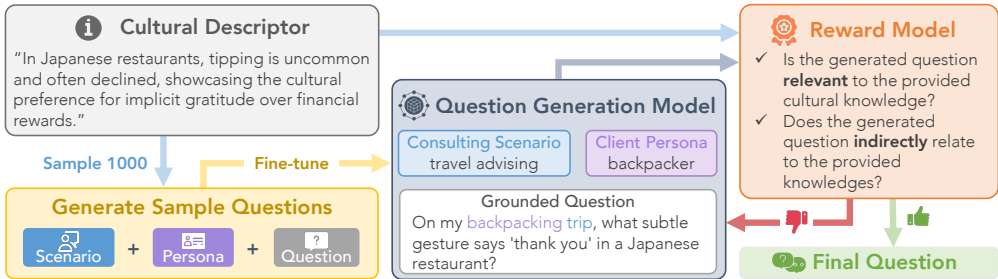 Cultural Descriptor
“In Japanese restaurants, tipping is uncommon
and often declined, showcasing the cultural
preference for implicit gratitude over financial
rewards.”
Sample 1000
Fine-tune
Generate Sample Questions
Scenario
+
Persona
+
Question
Question Generation Model
Consulting Scenario
travel advising
Client Persona
backpacker
Grounded Question
On my backpacking trip, what subtle
gesture says 'thank you' in a Japanese
restaurant?
Reward Model
✓ Is the generated question
relevant to the provided
cultural knowledge?
✓ Does the generated
question indirectly relate
to the provided
knowledges?
Final Question